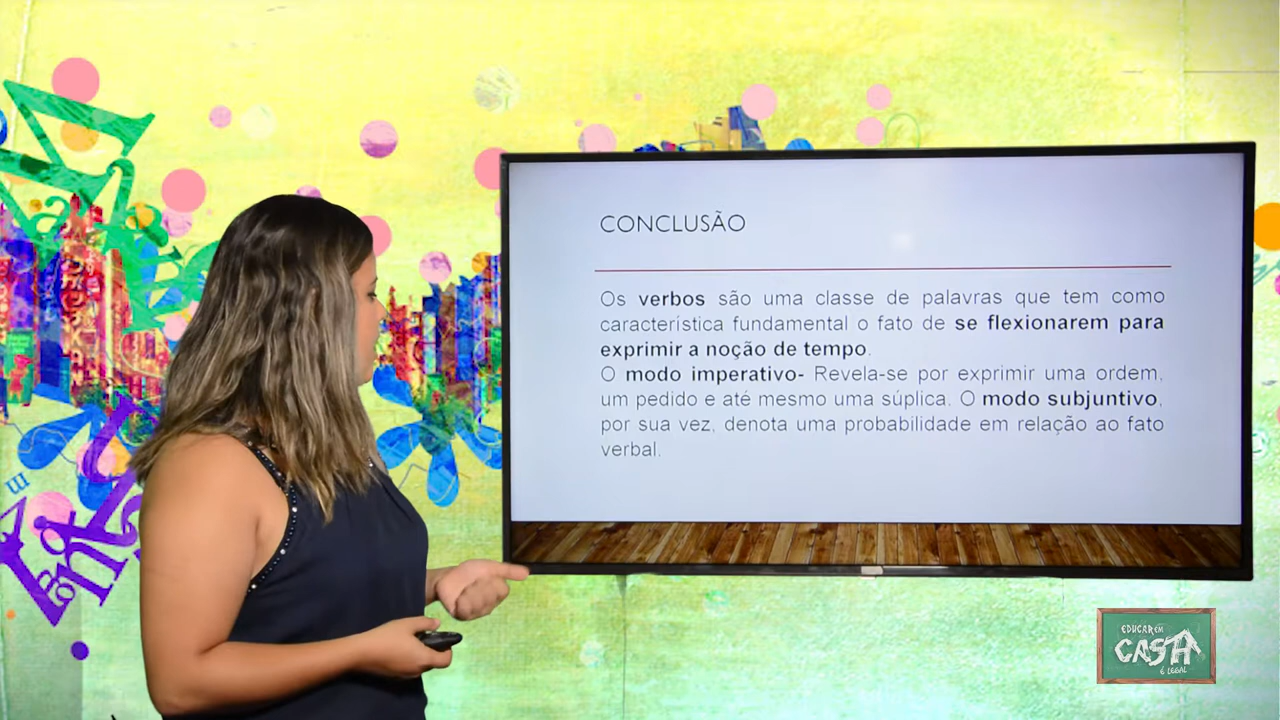 CONCLUSÃO
Os verbos são uma classe de palavras que tem como
característica fundamental o fato de se flexionarem para
exprimir a noção de tempo.
O modo imperativo- Revela-se por exprimir uma ordem,
um pedido e até mesmo uma súplica. O modo subjuntivo,
por sua vez, denota uma probabilidade em relação ao fato
verbal.
EDUCAR EM
CASA
É LEGAL